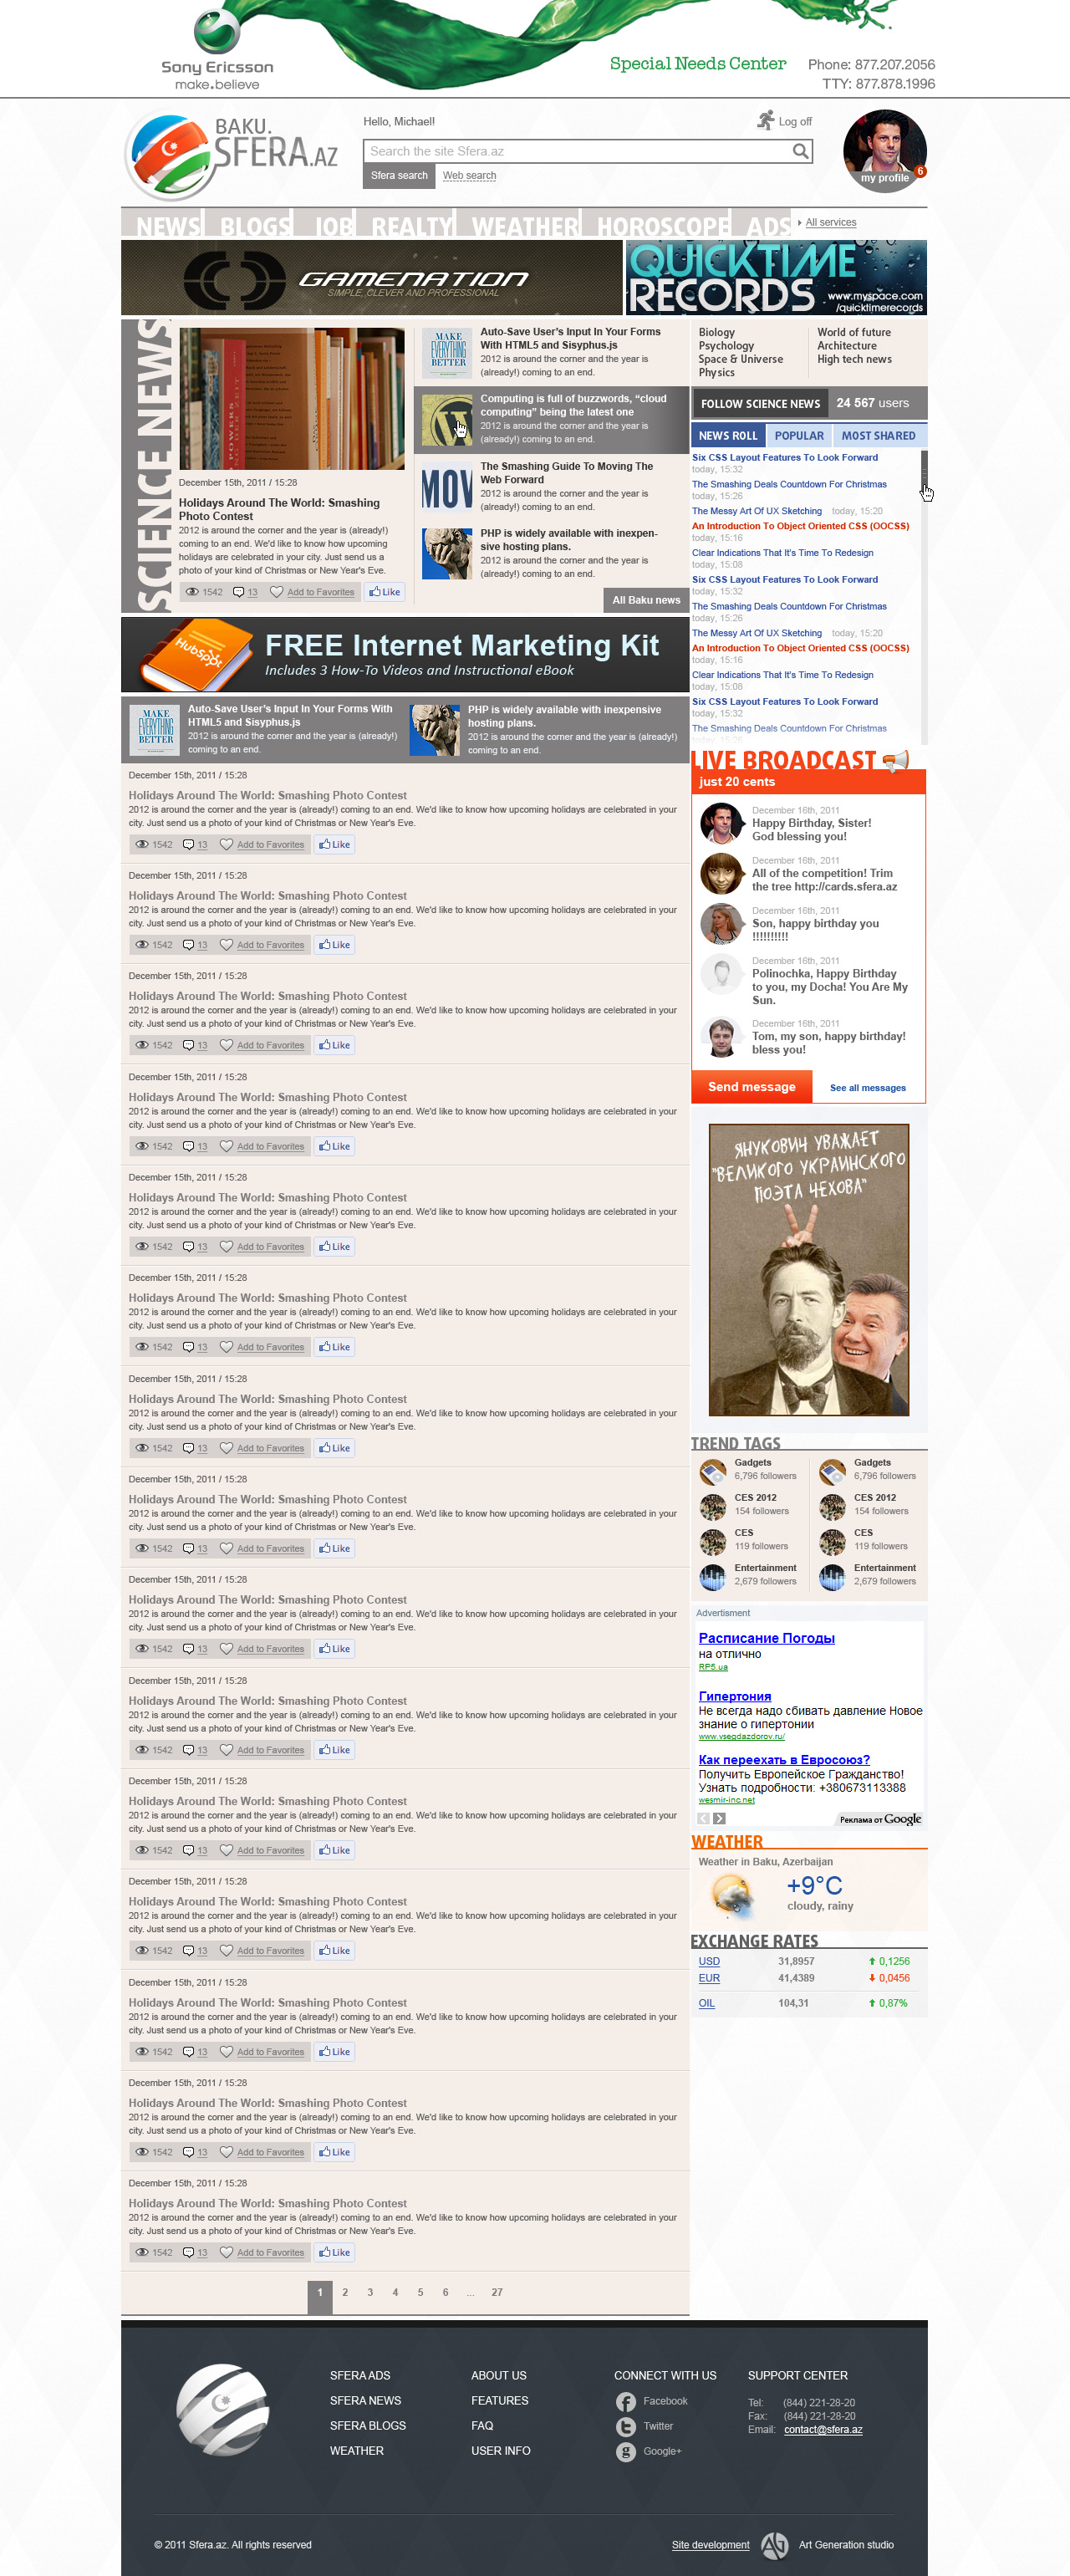 Sony Ericsson
make.believe
Special Needs Center
Phone: 877.207.2056
TTY: 877.878.1996
BAKU.
SFERA.AZ
Hello, Michael!
Log off
Search the site Sfera.az
Sfera search
Web search
my profile
6
NEWS
BLOGS
JOB
REALTY
WEATHER
HOROSCOPE
ADS
All services
GAMENATION
SIMPLE, CLEVER AND PROFESSIONAL
QUICKTIME
RECORDS
www.myspace.com
/quicktimerecords
SCIENCE NEWS
December 15th, 2011 / 15:28
Holidays Around The World: Smashing
Photo Contest
2012 is around the corner and the year is (already!)
coming to an end. We'd like to know how upcoming
holidays are celebrated in your city. Just send us a
photo of your kind of Christmas or New Year's Eve.
1542 13 Add to Favorites Like
MAKE
EVERYTHING
BETTER
Auto-Save User's Input In Your Forms
With HTML5 and Sisyphus.js
2012 is around the corner and the year is
(already!) coming to an end.
Computing is full of buzzwords, “cloud
computing” being the latest one
2012 is around the corner and the year is
(already!) coming to an end.
MOV
The Smashing Guide To Moving The
Web Forward
2012 is around the corner and the year is
(already!) coming to an end.
PHP is widely available with inexpen-
sive hosting plans.
2012 is around the corner and the year is
(already!) coming to an end.
All Baku news
Biology
Psychology
Space & Universe
Physics
World of future
Architecture
High tech news
FOLLOW SCIENCE NEWS
24 567 users
NEWS ROLL
POPULAR
MOST SHARED
Six CSS Layout Features To Look Forward
today, 15:32
The Smashing Deals Countdown For Christmas
today, 15:26
The Messy Art Of UX Sketching today, 15:20
An Introduction To Object Oriented CSS (OOCSS)
today, 15:16
Clear Indications That It's Time To Redesign
today, 15:08
Six CSS Layout Features To Look Forward
today, 15:32
The Smashing Deals Countdown For Christmas
today, 15:26
The Messy Art Of UX Sketching today, 15:20
An Introduction To Object Oriented CSS (OOCSS)
today, 15:16
Clear Indications That It's Time To Redesign
today, 15:08
Six CSS Layout Features To Look Forward
today, 15:32
The Smashing Deals Countdown For Christmas
today, 15:26
HubSpot
FREE Internet Marketing Kit
Includes 3 How-To Videos and Instructional eBook
MAKE
EVERYTHING
BETTER
Auto-Save User's Input In Your Forms With
HTML5 and Sisyphus.js
2012 is around the corner and the year is (already!)
coming to an end.
PHP is widely available with inexpensive
hosting plans.
2012 is around the corner and the year is (already!)
coming to an end.
December 15th, 2011 / 15:28
Holidays Around The World: Smashing Photo Contest
2012 is around the corner and the year is (already!) coming to an end. We'd like to know how upcoming holidays are celebrated in your
city. Just send us a photo of your kind of Christmas or New Year's Eve.
1542 13 Add to Favorites Like
December 15th, 2011 / 15:28
Holidays Around The World: Smashing Photo Contest
2012 is around the corner and the year is (already!) coming to an end. We'd like to know how upcoming holidays are celebrated in your
city. Just send us a photo of your kind of Christmas or New Year's Eve.
1542 13 Add to Favorites Like
December 15th, 2011 / 15:28
Holidays Around The World: Smashing Photo Contest
2012 is around the corner and the year is (already!) coming to an end. We'd like to know how upcoming holidays are celebrated in your
city. Just send us a photo of your kind of Christmas or New Year's Eve.
1542 13 Add to Favorites Like
December 15th, 2011 / 15:28
Holidays Around The World: Smashing Photo Contest
2012 is around the corner and the year is (already!) coming to an end. We'd like to know how upcoming holidays are celebrated in your
city. Just send us a photo of your kind of Christmas or New Year's Eve.
1542 13 Add to Favorites Like
December 15th, 2011 / 15:28
Holidays Around The World: Smashing Photo Contest
2012 is around the corner and the year is (already!) coming to an end. We'd like to know how upcoming holidays are celebrated in your
city. Just send us a photo of your kind of Christmas or New Year's Eve.
1542 13 Add to Favorites Like
December 15th, 2011 / 15:28
Holidays Around The World: Smashing Photo Contest
2012 is around the corner and the year is (already!) coming to an end. We'd like to know how upcoming holidays are celebrated in your
city. Just send us a photo of your kind of Christmas or New Year's Eve.
1542 13 Add to Favorites Like
December 15th, 2011 / 15:28
Holidays Around The World: Smashing Photo Contest
2012 is around the corner and the year is (already!) coming to an end. We'd like to know how upcoming holidays are celebrated in your
city. Just send us a photo of your kind of Christmas or New Year's Eve.
1542 13 Add to Favorites Like
December 15th, 2011 / 15:28
Holidays Around The World: Smashing Photo Contest
2012 is around the corner and the year is (already!) coming to an end. We'd like to know how upcoming holidays are celebrated in your
city. Just send us a photo of your kind of Christmas or New Year's Eve.
1542 13 Add to Favorites Like
December 15th, 2011 / 15:28
Holidays Around The World: Smashing Photo Contest
2012 is around the corner and the year is (already!) coming to an end. We'd like to know how upcoming holidays are celebrated in your
city. Just send us a photo of your kind of Christmas or New Year's Eve.
1542 13 Add to Favorites Like
December 15th, 2011 / 15:28
Holidays Around The World: Smashing Photo Contest
2012 is around the corner and the year is (already!) coming to an end. We'd like to know how upcoming holidays are celebrated in your
city. Just send us a photo of your kind of Christmas or New Year's Eve.
1542 13 Add to Favorites Like
December 15th, 2011 / 15:28
Holidays Around The World: Smashing Photo Contest
2012 is around the corner and the year is (already!) coming to an end. We'd like to know how upcoming holidays are celebrated in your
city. Just send us a photo of your kind of Christmas or New Year's Eve.
1542 13 Add to Favorites Like
December 15th, 2011 / 15:28
Holidays Around The World: Smashing Photo Contest
2012 is around the corner and the year is (already!) coming to an end. We'd like to know how upcoming holidays are celebrated in your
city. Just send us a photo of your kind of Christmas or New Year's Eve.
1542 13 Add to Favorites Like
December 15th, 2011 / 15:28
Holidays Around The World: Smashing Photo Contest
2012 is around the corner and the year is (already!) coming to an end. We'd like to know how upcoming holidays are celebrated in your
city. Just send us a photo of your kind of Christmas or New Year's Eve.
1542 13 Add to Favorites Like
December 15th, 2011 / 15:28
Holidays Around The World: Smashing Photo Contest
2012 is around the corner and the year is (already!) coming to an end. We'd like to know how upcoming holidays are celebrated in your
city. Just send us a photo of your kind of Christmas or New Year's Eve.
1542 13 Add to Favorites Like
December 15th, 2011 / 15:28
Holidays Around The World: Smashing Photo Contest
2012 is around the corner and the year is (already!) coming to an end. We'd like to know how upcoming holidays are celebrated in your
city. Just send us a photo of your kind of Christmas or New Year's Eve.
1542 13 Add to Favorites Like
1 2 3 4 5 6 ... 27
LIVE BROADCAST
just 20 cents
December 16th, 2011
Happy Birthday, Sister!
God blessing you!
December 16th, 2011
All of the competition! Trim
the tree http://cards.sfera.az
December 16th, 2011
Son, happy birthday you
!!!!!!!!!!
December 16th, 2011
Polinochka, Happy Birthday
to you, my Docha! You Are My
Sun.
December 16th, 2011
Tom, my son, happy birthday!
bless you!
Send message
See all messages
ЯНУКОВИЧ УВАЖАЕТ
"ВЕЛИКОГО УКРАИНСКОГО
ПОЭТА ЧЕХОВА"
TREND TAGS
Gadgets
6,796 followers
CES 2012
154 followers
CES
119 followers
Entertainment
2,679 followers
Gadgets
6,796 followers
CES 2012
154 followers
CES
119 followers
Entertainment
2,679 followers
Advertisment
Расписание Погоды
на отлично
RP5.ua
Гипертония
Не всегда надо сбивать давление Новое
знание о гипертонии
www.vsegdazdorov.ru/
Как переехать в Евросоюз?
Получить Европейское Гражданство!
Узнать подробности: +380673113388
wesmir-inc.net
Реклама от Google
WEATHER
Weather in Baku, Azerbaijan
+9°C
cloudy, rainy
EXCHANGE RATES
USD 31,8957 0,1256
EUR 41,4389 0,0456
OIL 104,31 0,87%
SFERA ADS
SFERA NEWS
SFERA BLOGS
WEATHER
ABOUT US
FEATURES
FAQ
USER INFO
CONNECT WITH US
Facebook
Twitter
Google+
SUPPORT CENTER
Tel: (844) 221-28-20
Fax: (844) 221-28-20
Email: contact@sfera.az
© 2011 Sfera.az. All rights reserved
Site development
Art Generation studio